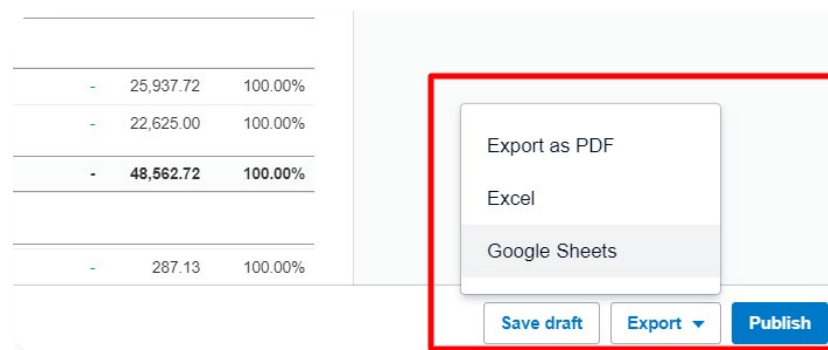 - 25,937.72 100.00%
- 22,625.00 100.00%
- 48,562.72 100.00%
- 287.13 100.00%
Export as PDF
Excel
Google Sheets
Save draft Export Publish